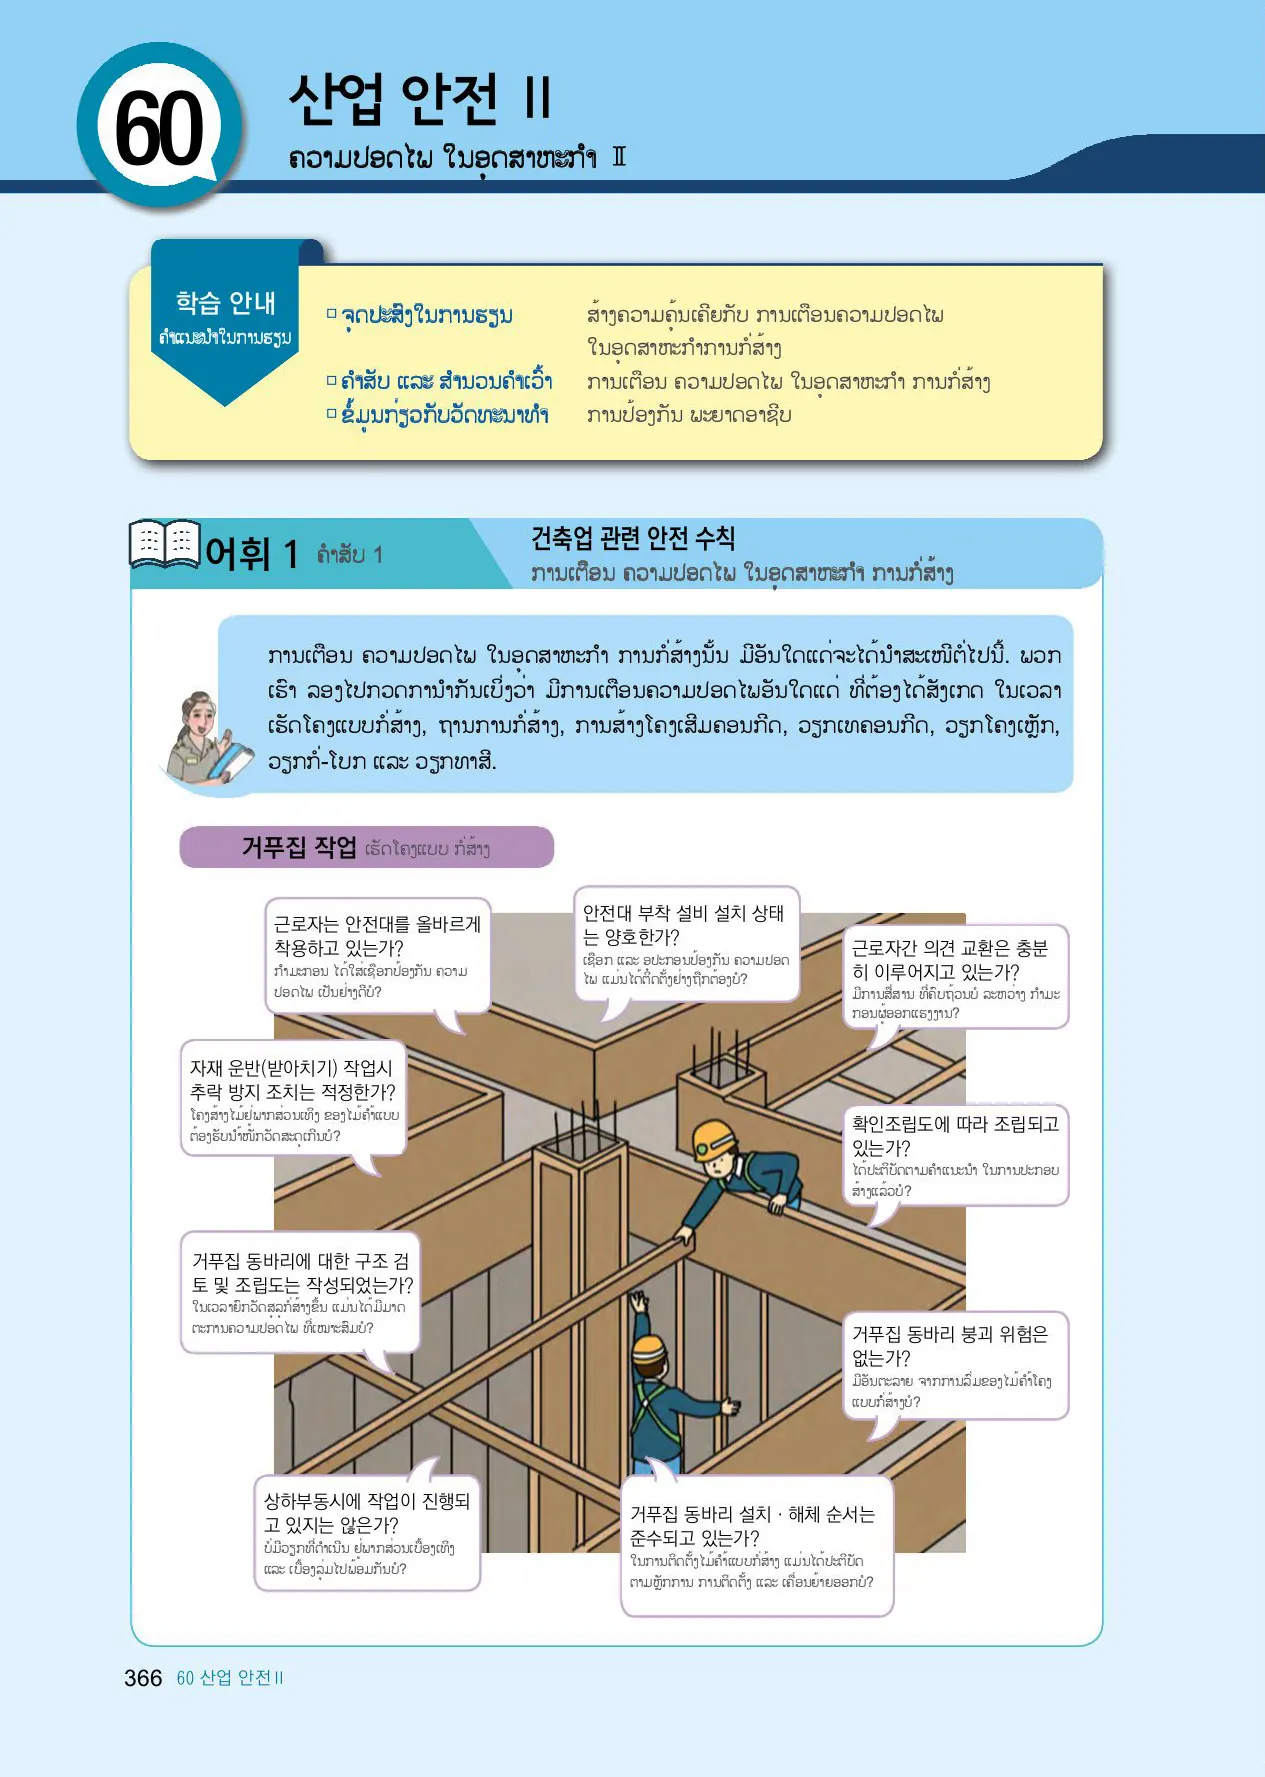 60
산업 안전 Ⅱ
ຄວາມປອດໄພ ໃນອຸດສາຫະກຳ Ⅱ
학습 안내
ຄຳແນະນຳໃນການຮຽນ
□ ຈຸດປະສົງໃນການຮຽນ ສ້າງຄວາມຄຸ້ນເຄີຍກັບ ການເຕືອນຄວາມປອດໄພ
ໃນອຸດສາຫະກຳການກໍ່ສ້າງ
□ ຄຳສັບ ແລະ ສຳນວນຄຳເວົ້າ ການເຕືອນ ຄວາມປອດໄພ ໃນອຸດສາຫະກຳ ການກໍ່ສ້າງ
□ ຂໍ້ມູນກ່ຽວກັບວັດທະນາທຳ ການປ້ອງກັນ ພະຍາດອາຊີບ
어휘 1 ຄຳສັບ 1
건축업 관련 안전 수칙
ການເຕືອນ ຄວາມປອດໄພ ໃນອຸດສາຫະກຳ ການກໍ່ສ້າງ
ການເຕືອນ ຄວາມປອດໄພ ໃນອຸດສາຫະກຳ ການກໍ່ສ້າງນັ້ນ ມີອັນໃດແດ່ຈະໄດ້ນຳສະເໜີຕໍ່ໄປນີ້. ພວກ
ເຮົາ ລອງໄປກວດການຳກັນເບິ່ງວ່າ ມີການເຕືອນຄວາມປອດໄພອັນໃດແດ່ ທີ່ຕ້ອງໄດ້ສັງເກດ ໃນເວລາ
ເຮັດໂຄງແບບກໍ່ສ້າງ, ຖານການກໍ່ສ້າງ, ການສ້າງໂຄງເສີມຄອນກີດ, ວຽກເທຄອນກີດ, ວຽກໂຄງເຫຼັກ,
ວຽກກໍ່-ໂບກ ແລະ ວຽກທາສີ.
거푸집 작업 ເຮັດໂຄງແບບ ກໍ່ສ້າງ
근로자는 안전대를 올바르게
착용하고 있는가?
ກຳມະກອນ ໄດ້ໃສ່ເຊືອກປ້ອງກັນ ຄວາມ
ປອດໄພ ເປັນຢ່າງດີບໍ?
안전대 부착 설비 설치 상태
는 양호한가?
ເຊືອກ ແລະ ອປະກອນປ້ອງກັນ ຄວາມປອດ
ໄພ ແມ່ນໄດ້ຕິດຕັ້ງຢ່າງຖືກຕ້ອງບໍ?
근로자간 의견 교환은 충분
히 이루어지고 있는가?
ມີການສື່ສານ ທີ່ຄົບຖ້ວນບໍ ລະຫວ່າງ ກຳມະ
ກອນຜູ້ອອກແຮງງານ?
자재 운반(받아치기) 작업시
추락 방지 조치는 적정한가?
ໂຄງສ້າງໄມ້ຢູ່ພາກສ່ວນເທິງ ຂອງໄມ້ຄ້ຳແບບ
ຕ້ອງຮັບນ້ຳໜັກວັດສະດຸເກີນບໍ?
확인조립도에 따라 조립되고
있는가?
ໄດ້ປະຕິບັດຕາມຄຳແນະນຳ ໃນການປະກອບ
ສ້າງແລ້ວບໍ?
거푸집 동바리에 대한 구조 검
토 및 조립도는 작성되었는가?
ໃນເວລາຍົກວັດສຸລຸກໍ່ສ້າງຂຶ້ນ ແມ່ນໄດ້ມີມາດ
ຕະການຄວາມປອດໄພ ທີ່ເໝາະສົມບໍ?
거푸집 동바리 붕괴 위험은
없는가?
ມີອັນຕະລາຍ ຈາກການລົ່ມຂອງໄມ້ຄ້ຳໂຄງ
ແບບກໍ່ສ້າງບໍ?
상하부동시에 작업이 진행되
고 있지는 않은가?
ບໍ່ມີວຽກທີ່ດຳເນີນ ຢູ່ພາກສ່ວນເບື້ອງເທິງ
ແລະ ເບື້ອງລຸ່ມໄປພ້ອມກັນບໍ?
거푸집 동바리 설치 · 해체 순서는
준수되고 있는가?
ໃນການຕິດຕັ້ງໄມ້ຄ້ຳແບບກໍ່ສ້າງ ແມ່ນໄດ້ປະຕິບັດ
ຕາມຫຼັກການ ການຕິດຕັ້ງ ແລະ ເຄື່ອນຍ້າຍອອກບໍ?
366 60 산업 안전Ⅱ